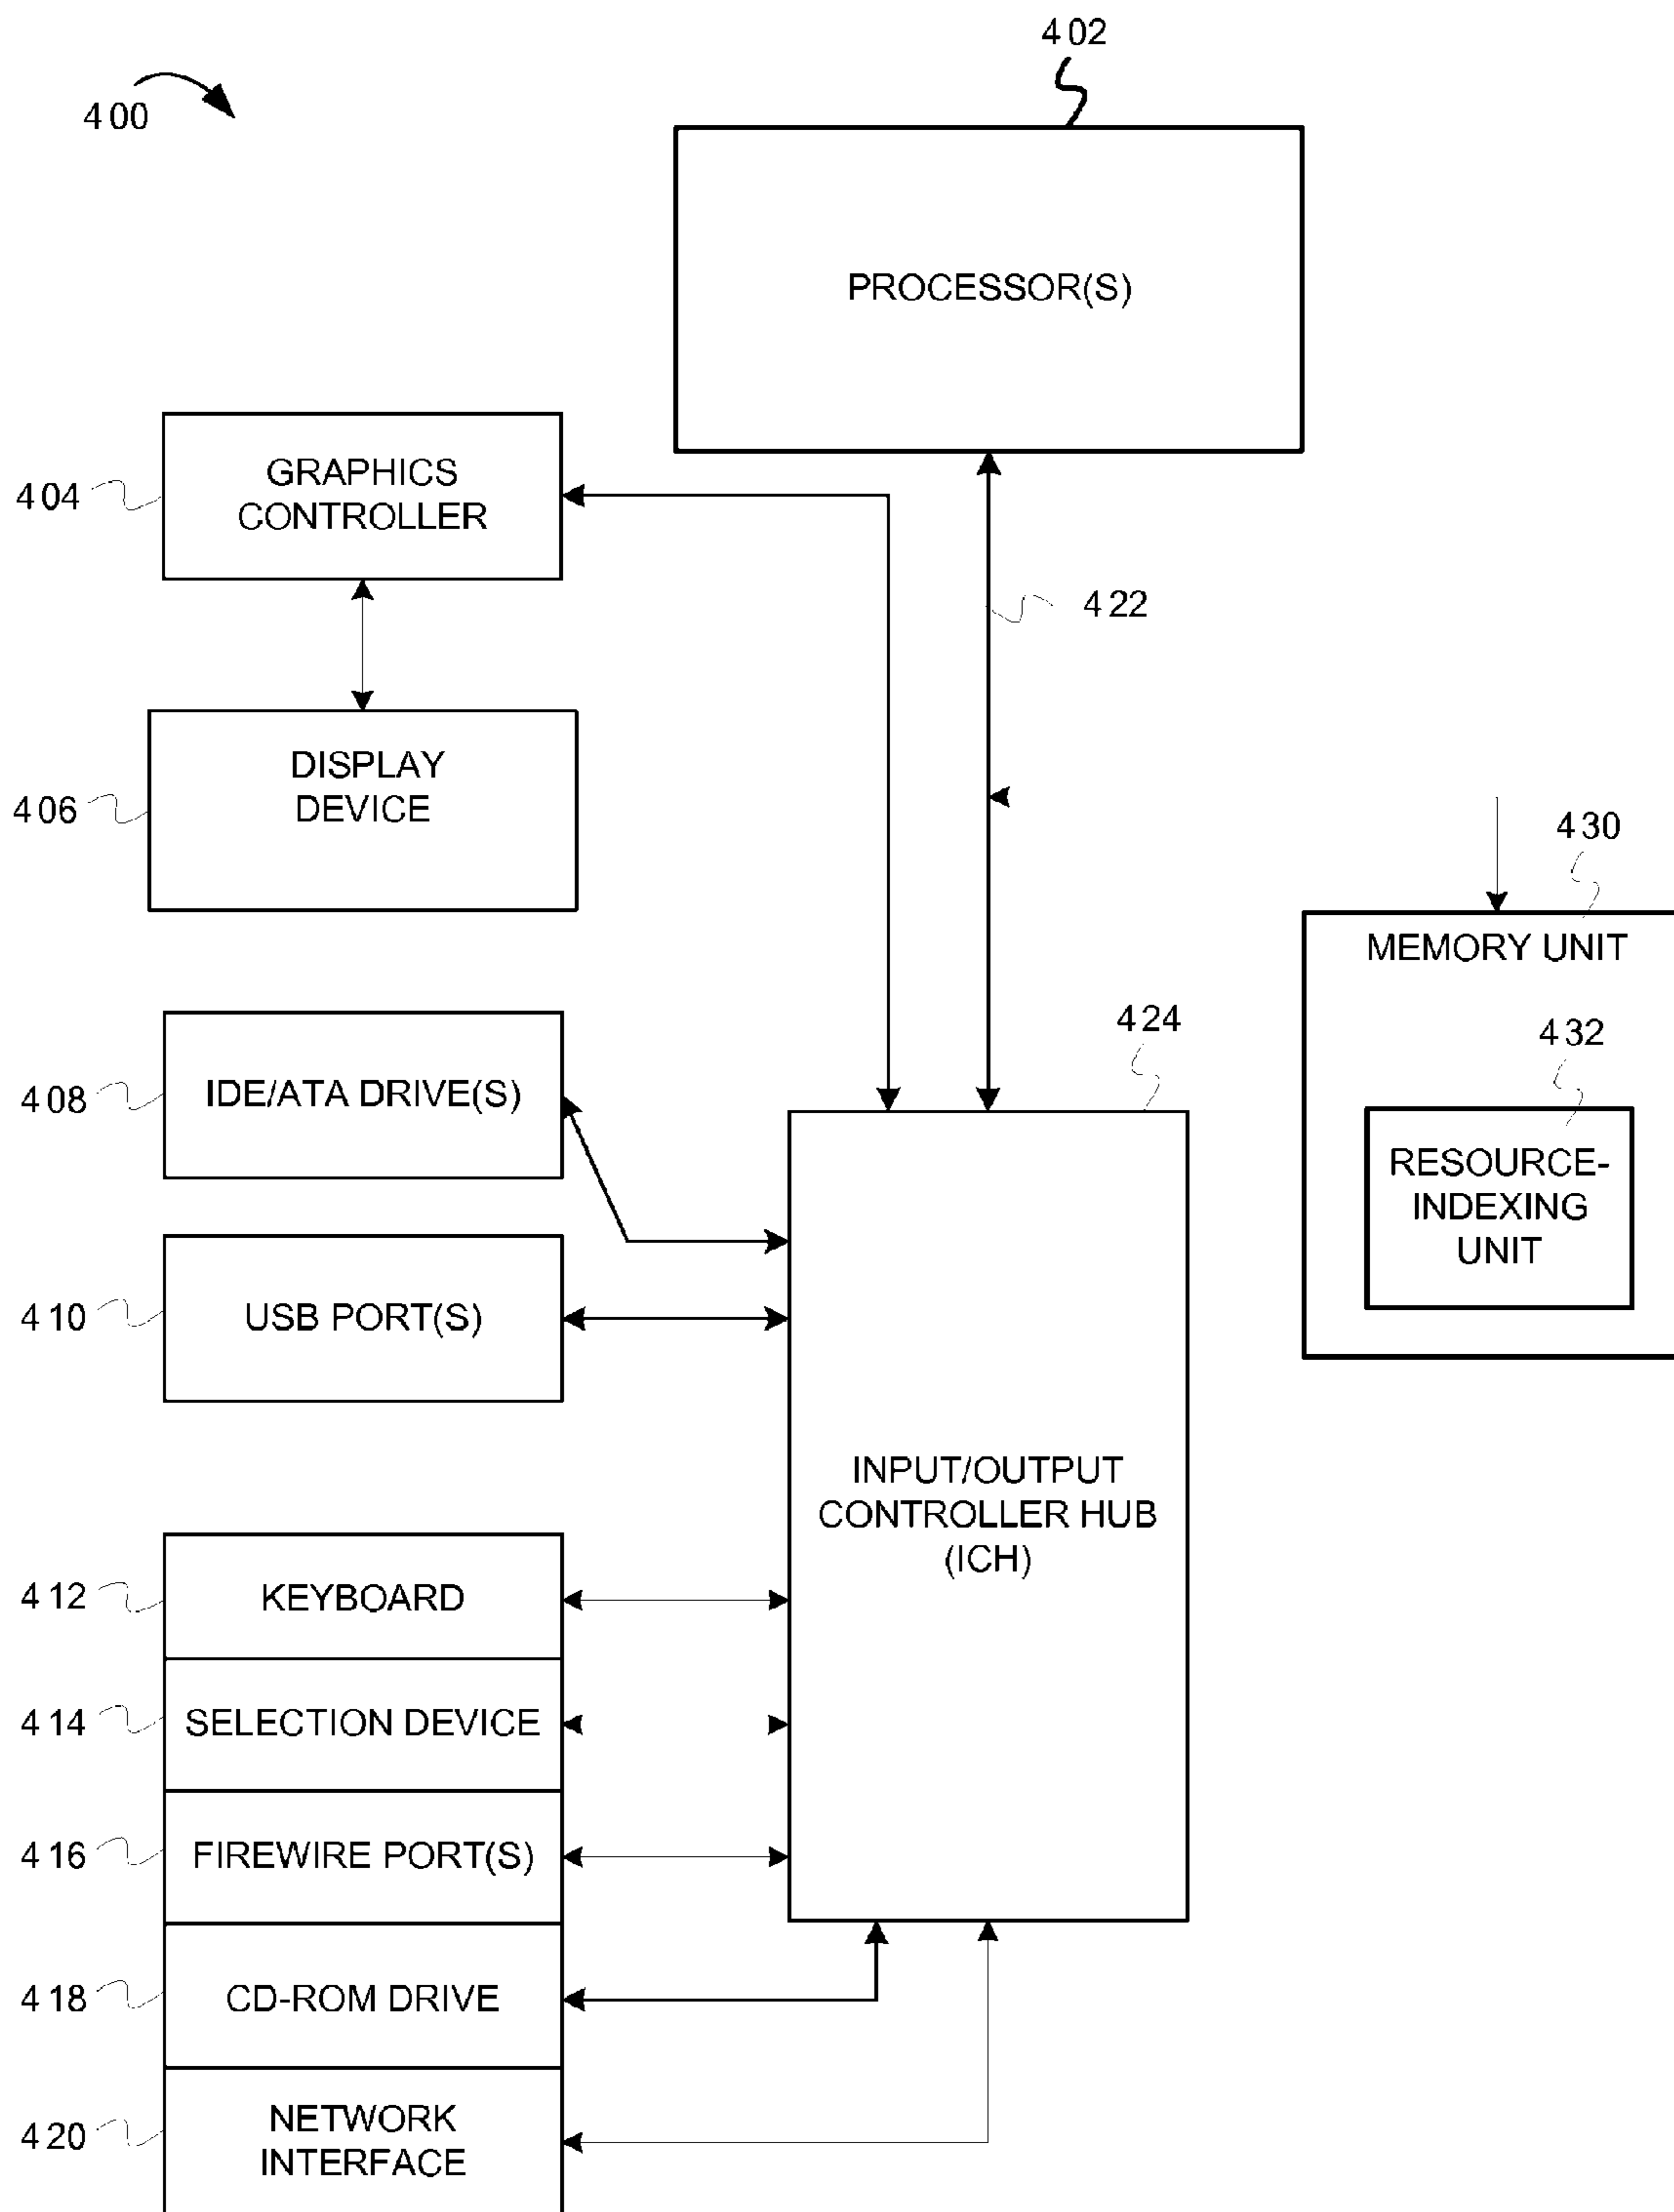 402
400
PROCESSOR(S)
GRAPHICS
CONTROLLER
404
422
DISPLAY
DEVICE
406
430
MEMORY UNIT
424
432
IDE/ATA DRIVE(S)
408
RESOURCE-
INDEXING
UNIT
USB PORT(S)
410
INPUT/OUTPUT
CONTROLLER HUB
(ICH)
412
KEYBOARD
414
SELECTION DEVICE
416
FIREWIRE PORT(S)
418
CD-ROM DRIVE
420
NETWORK
INTERFACE